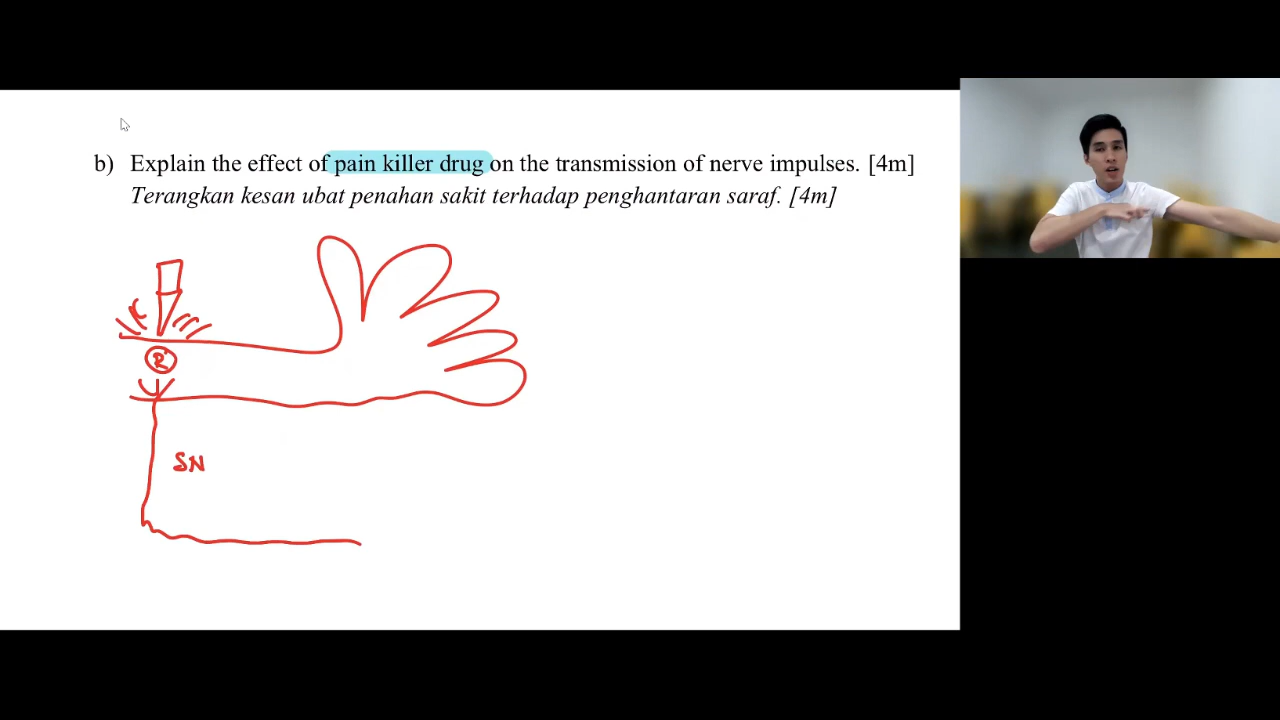 b) Explain the effect of pain killer drug on the transmission of nerve impulses. [4m]
Terangkan kesan ubat penahan sakit terhadap penghantaran saraf. [4m]
R
SN